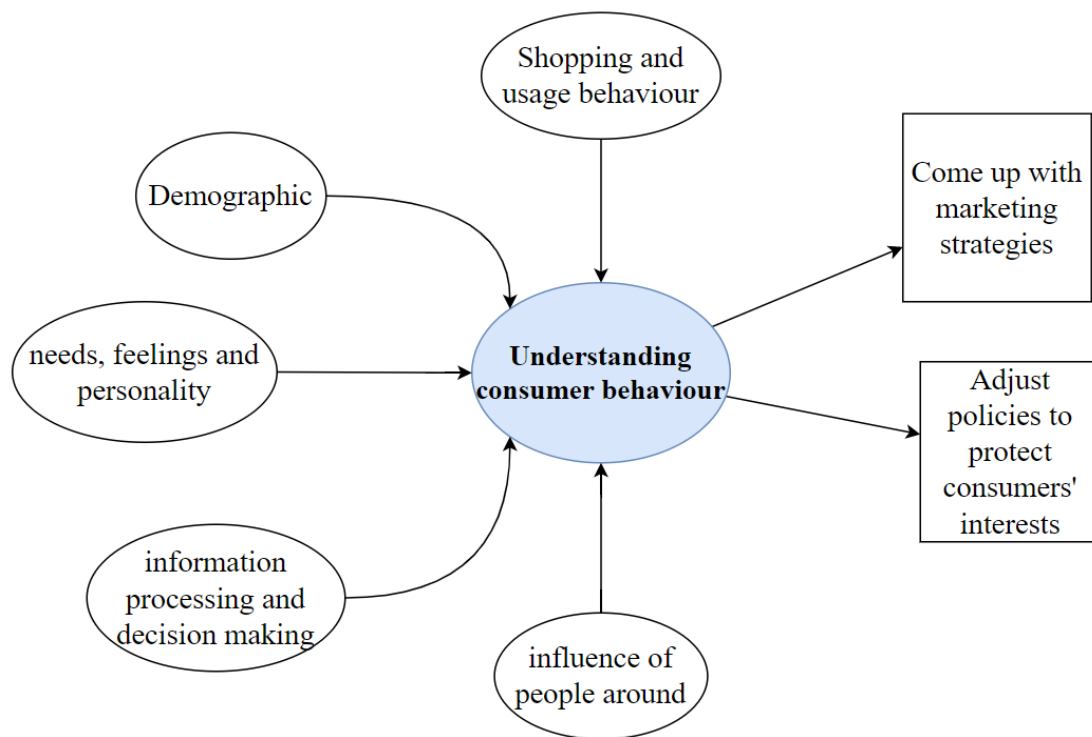 Shopping and
usage behaviour
Demographic
needs, feelings and
personality
information
processing and
decision making
influence of
people around
Understanding
consumer behaviour
Come up with
marketing
strategies
Adjust
policies to
protect
consumers'
interests